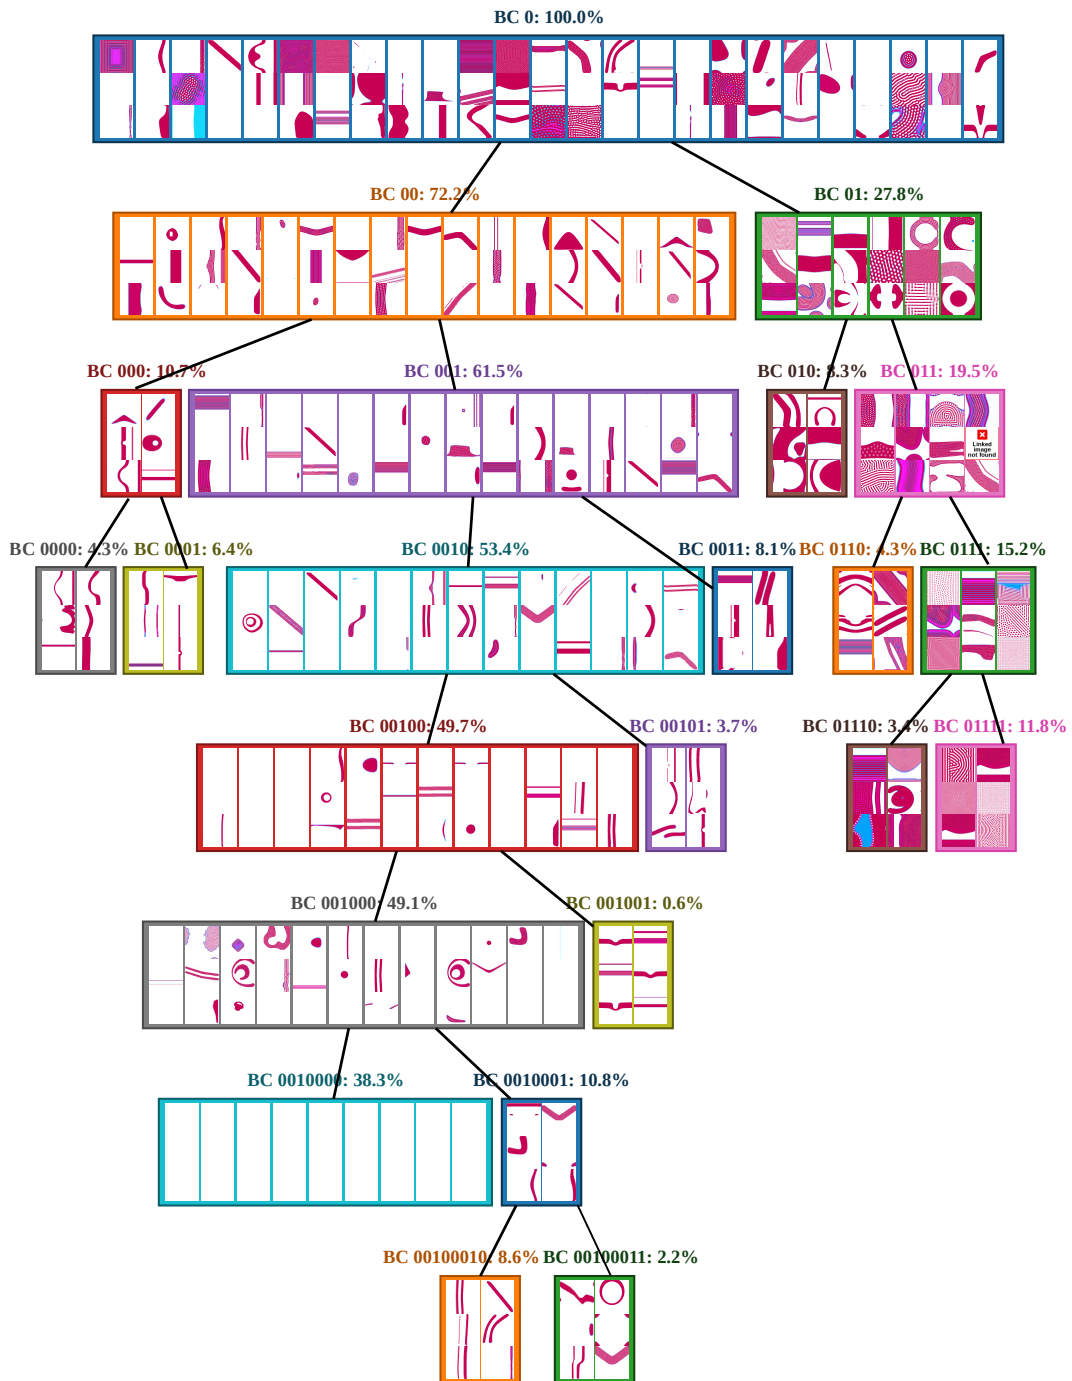 BC 0: 100.0%
BC 00: 72.2%
BC 01: 27.8%
BC 000: 10.7%
BC 001: 61.5%
BC 010: 8.3%
BC 011: 19.5%
Linked
image
not found
BC 0000: 4.3%
BC 0001: 6.4%
BC 0010: 53.4%
BC 0011: 8.1%
BC 0110: 4.3%
BC 0111: 15.2%
BC 00100: 49.7%
BC 00101: 3.7%
BC 01110: 3.4%
BC 01111: 11.8%
BC 001000: 49.1%
BC 001001: 0.6%
BC 0010000: 38.3%
BC 0010001: 10.8%
BC 00100010: 8.6%
BC 00100011: 2.2%